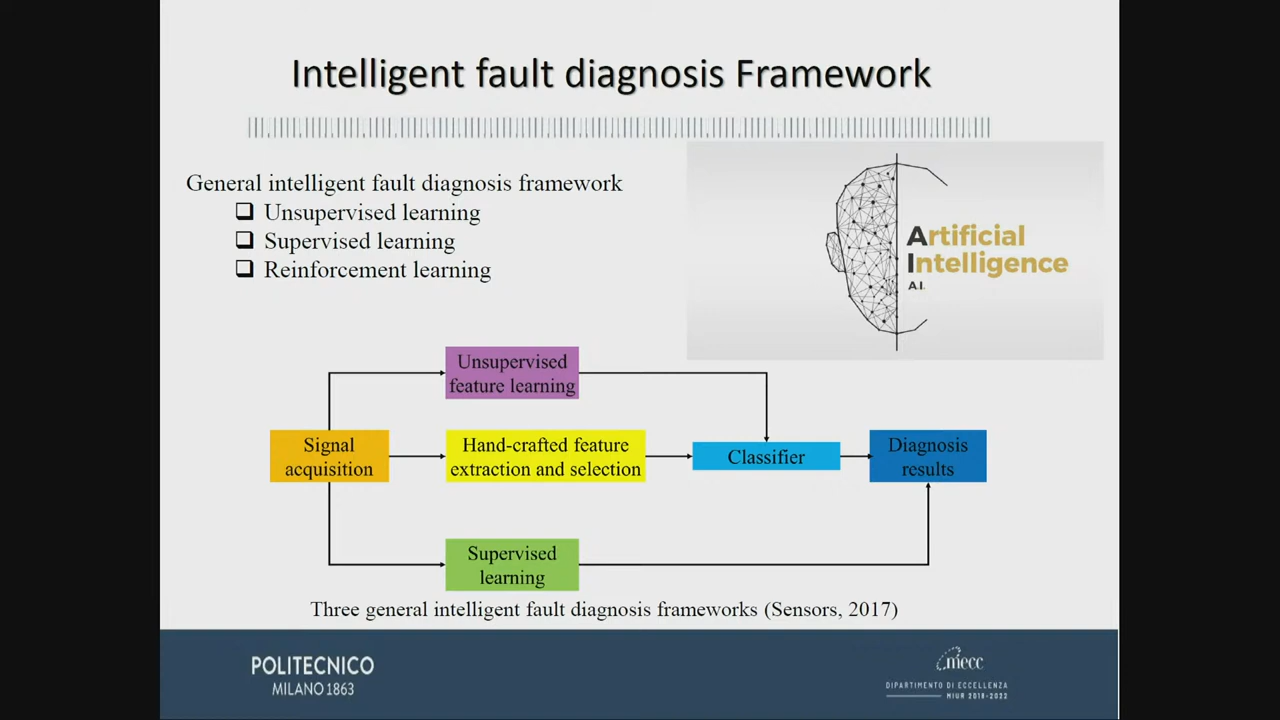 Intelligent fault diagnosis Framework
General intelligent fault diagnosis framework
Unsupervised learning
Supervised learning
Reinforcement learning
Artificial
Intelligence
A.I.
Unsupervised
feature learning
Signal
acquisition
Hand-crafted feature
extraction and selection
Classifier
Diagnosis
results
Supervised
learning
Three general intelligent fault diagnosis frameworks (Sensors, 2017)
POLITECNICO
MILANO 1863
mecc
DIPARTIMENTO DI ECCELLENZA
MIUR 2018-2022